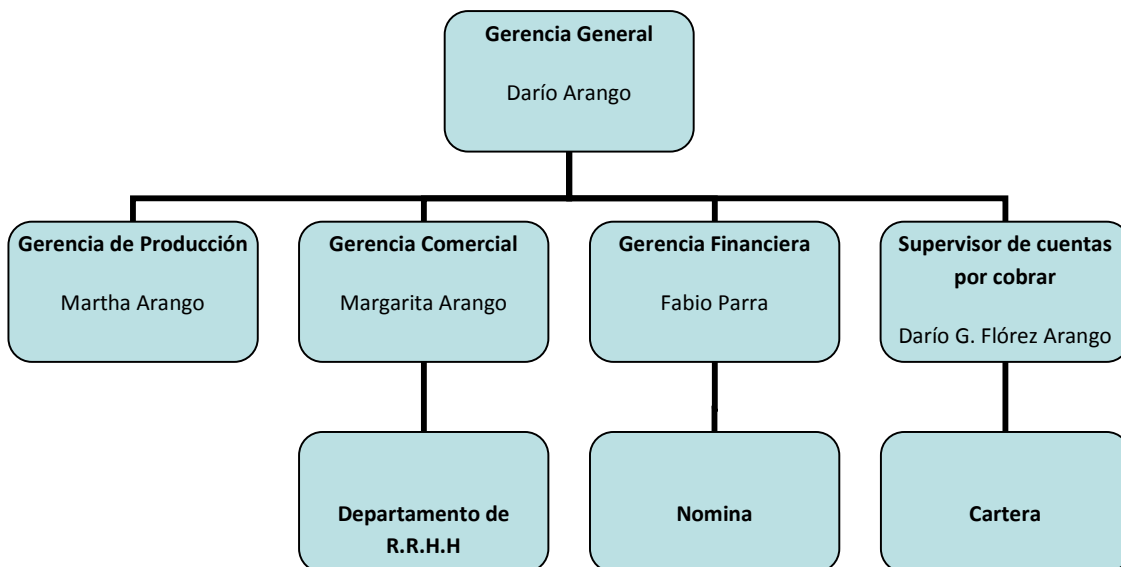 Gerencia General
Darío Arango
Gerencia de Producción
Martha Arango
Gerencia Comercial
Margarita Arango
Gerencia Financiera
Fabio Parra
Supervisor de cuentas
por cobrar
Darío G. Flórez Arango
Departamento de
R.R.H.H
Nomina
Cartera